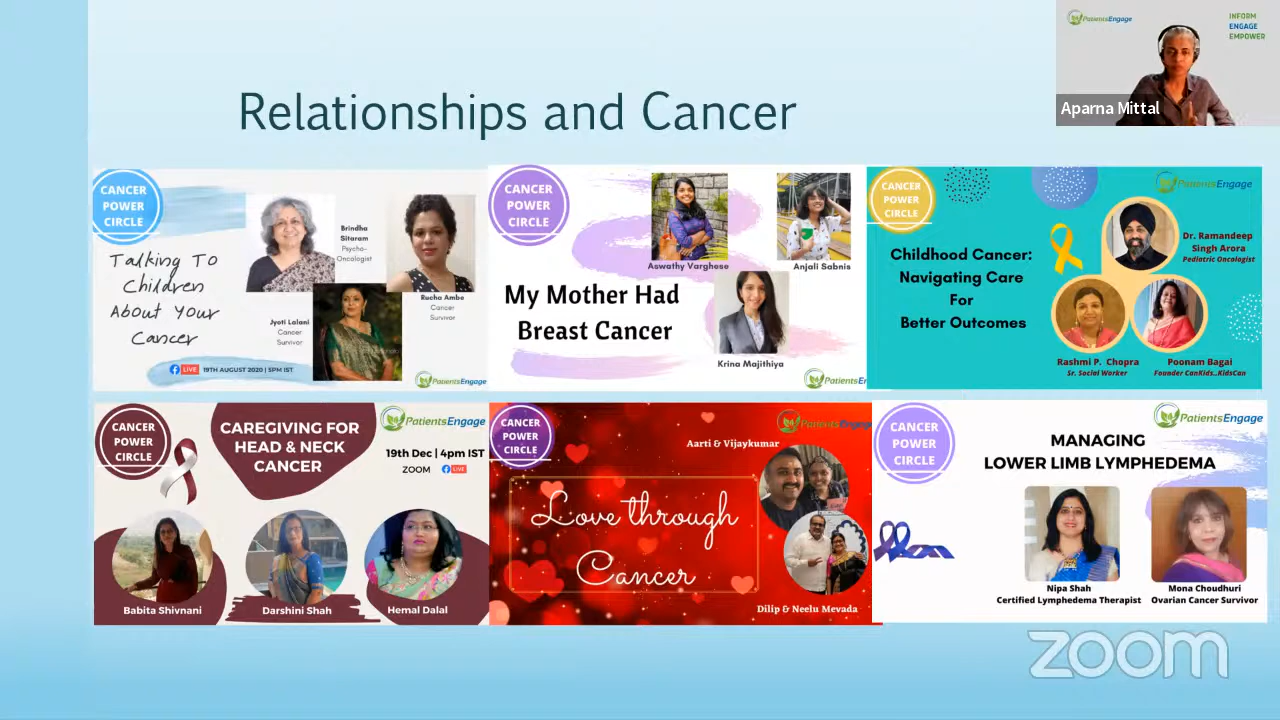 PatientsEngage
INFORM
ENGAGE
EMPOWER
Aparna Mittal
Relationships and Cancer
CANCER
POWER
CIRCLE
Talking To
Children
About Your
Cancer
Brindha
Sitaram
Psycho-
Oncologist
Rucha Ambe
Cancer
Survivor
Jyoti Lalani
Cancer
Survivor
LIVE 19TH AUGUST 2020 | 5PM IST
PatientsEngage
CANCER
POWER
CIRCLE
Aswathy Varghese
Anjali Sabnis
My Mother Had
Breast Cancer
Krina Majithiya
CANCER
POWER
CIRCLE
PatientsEngage
Childhood Cancer:
Navigating Care
For
Better Outcomes
Dr. Ramandeep
Singh Arora
Pediatric Oncologist
Rashmi P. Chopra
Sr. Social Worker
Poonam Bagai
Founder CanKids..KidsCan
CANCER
POWER
CIRCLE
CAREGIVING FOR
HEAD & NECK
CANCER
PatientsEngage
19th Dec | 4pm IST
ZOOM LIVE
Babita Shivnani
Darshini Shah
Hemal Dalal
CANCER
POWER
CIRCLE
PatientsEngage
Aarti & Vijaykumar
Love through
Cancer
Dilip & Neelu Mevada
CANCER
POWER
CIRCLE
PatientsEngage
MANAGING
LOWER LIMB LYMPHEDEMA
Nipa Shah
Certified Lymphedema Therapist
Mona Choudhuri
Ovarian Cancer Survivor
zoom